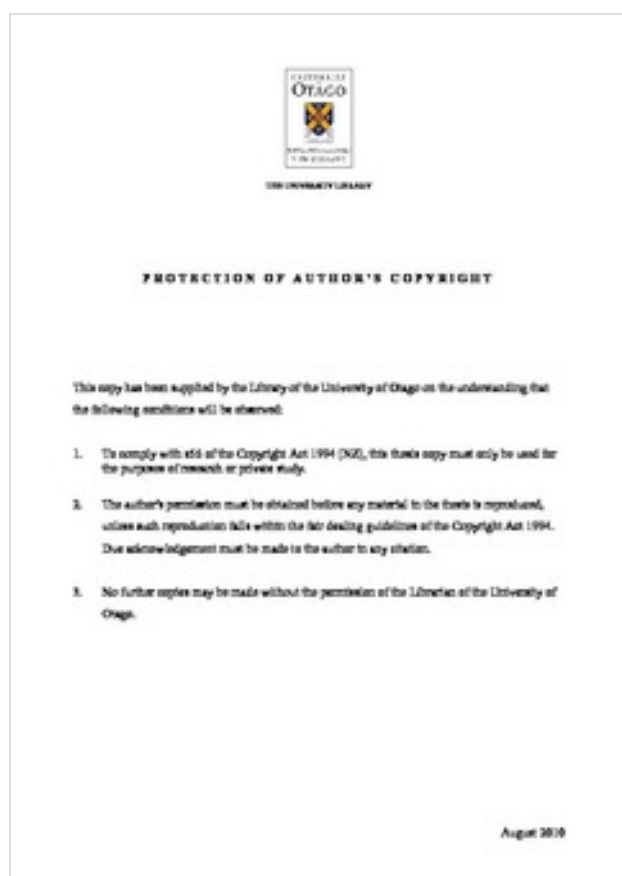 OTAGO
THE UNIVERSITY LIBRARY
PROTECTION OF AUTHOR'S COPYRIGHT
This copy has been supplied by the Library of the University of Otago on the understanding that
the following conditions will be observed:
1. To comply with s56 of the Copyright Act 1994 [NZ], this thesis copy must only be used for
the purposes of research or private study.
2. The author's permission must be obtained before any material in the thesis is reproduced,
unless such reproduction falls within the fair dealing guidelines of the Copyright Act 1994.
Due acknowledgement must be made to the author in any citation.
3. No further copies may be made without the permission of the Librarian of the University of
Otago.
August 2010